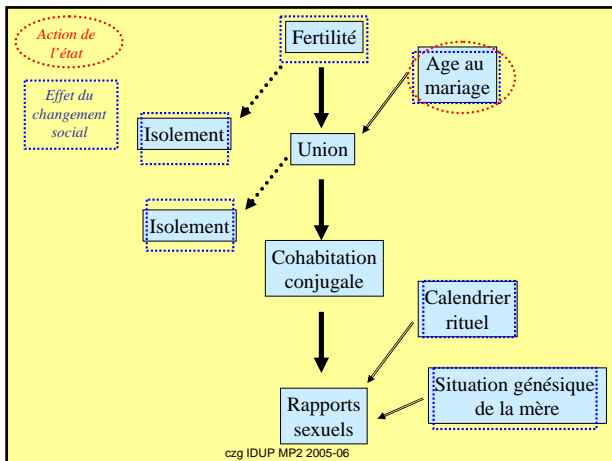 Action de
l'état
Effet du
changement
social
Fertilité
Age au
mariage
Isolement
Union
Isolement
Cohabitation
conjugale
Calendrier
rituel
Situation génésique
de la mère
Rapports
sexuels
czg IDUP MP2 2005-06